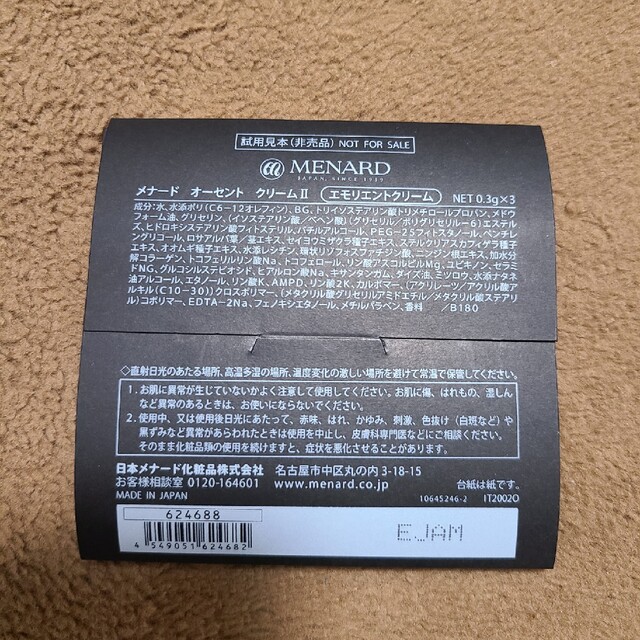 試用見本(非売品) NOT FOR SALE
MENARD
JAPAN, SINCE 1959
メナード オーセント クリームⅡ エモリエントクリーム NET 0.3g×3
成分:水、水添ポリ(C6-12オレフィン)、BG、トリイソステアリン酸トリメチロールプロパン、メドウ
フォーム油、グリセリン、(イソステアリン酸/ベヘン酸)(グリセリル/ポリグリセリル-6)エステル
ズ、ヒドロキシステアリン酸フィトステリル、バチルアルコール、PEG-25フィトスタノール、ペンチレン
グリコール、ロサアルバ葉/茎エキス、セイヨウミザクラ種子エキス、ステルクリアスカフィゲラ種子
エキス、オオムギ種子エキス、水添レシチン、環状リゾホスファチジン酸、ニンジン根エキス、加水分
解コラーゲン、トコフェリルリン酸Na、トコフェロール、リン酸アスコルビルMg、ユビキノン、セラミ
ドNG、グルコシルステビオシド、ヒアルロン酸Na、キサンタンガム、ダイズ油、ミツロウ、水添ナタネ
油アルコール、エタノール、リン酸K、AMPD、リン酸2K、カルボマー、(アクリレーツ/アクリル酸ア
ルキル(C10-30))クロスポリマー、(メタクリル酸グリセリルアミドエチル/メタクリル酸ステアリ
ル)コポリマー、EDTA-2Na、フェノキシエタノール、メチルパラベン、香料 /B180
◇直射日光のあたる場所、高温多湿の場所、温度変化の激しい場所を避けて常温で保管してください。
1. お肌に異常が生じていないかよく注意して使用してください。お肌に傷、はれもの、湿しん
など異常のあるときは、お使いにならないでください。
2. 使用中、又は使用後日光にあたって、赤味、はれ、かゆみ、刺激、色抜け(白斑など)や
黒ずみなど異常があらわれたときは使用を中止し、皮膚科専門医などにご相談ください。
そのまま化粧品類の使用を続けますと、症状を悪化させることがあります。
日本メナード化粧品株式会社 名古屋市中区丸の内3-18-15
お客様相談室 0120-164601 www.menard.co.jp 台紙は紙です。
MADE IN JAPAN 10645246-2 IT2002O
624688
4 549051 624682
EJAM